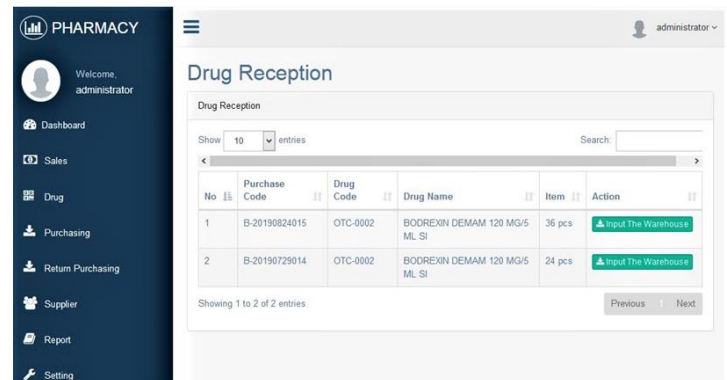 PHARMACY
administrator
Welcome,
administrator
Dashboard
Sales
Drug
Purchasing
Return Purchasing
Supplier
Report
Setting
Drug Reception
Drug Reception
Show 10 entries
Search:
No Purchase Code Drug Code Drug Name Item Action
1 B-20190824015 OTC-0002 BODREXIN DEMAM 120 MG/5 ML SI 36 pcs Input The Warehouse
2 B-20190729014 OTC-0002 BODREXIN DEMAM 120 MG/5 ML SI 24 pcs Input The Warehouse
Showing 1 to 2 of 2 entries
Previous 1 Next